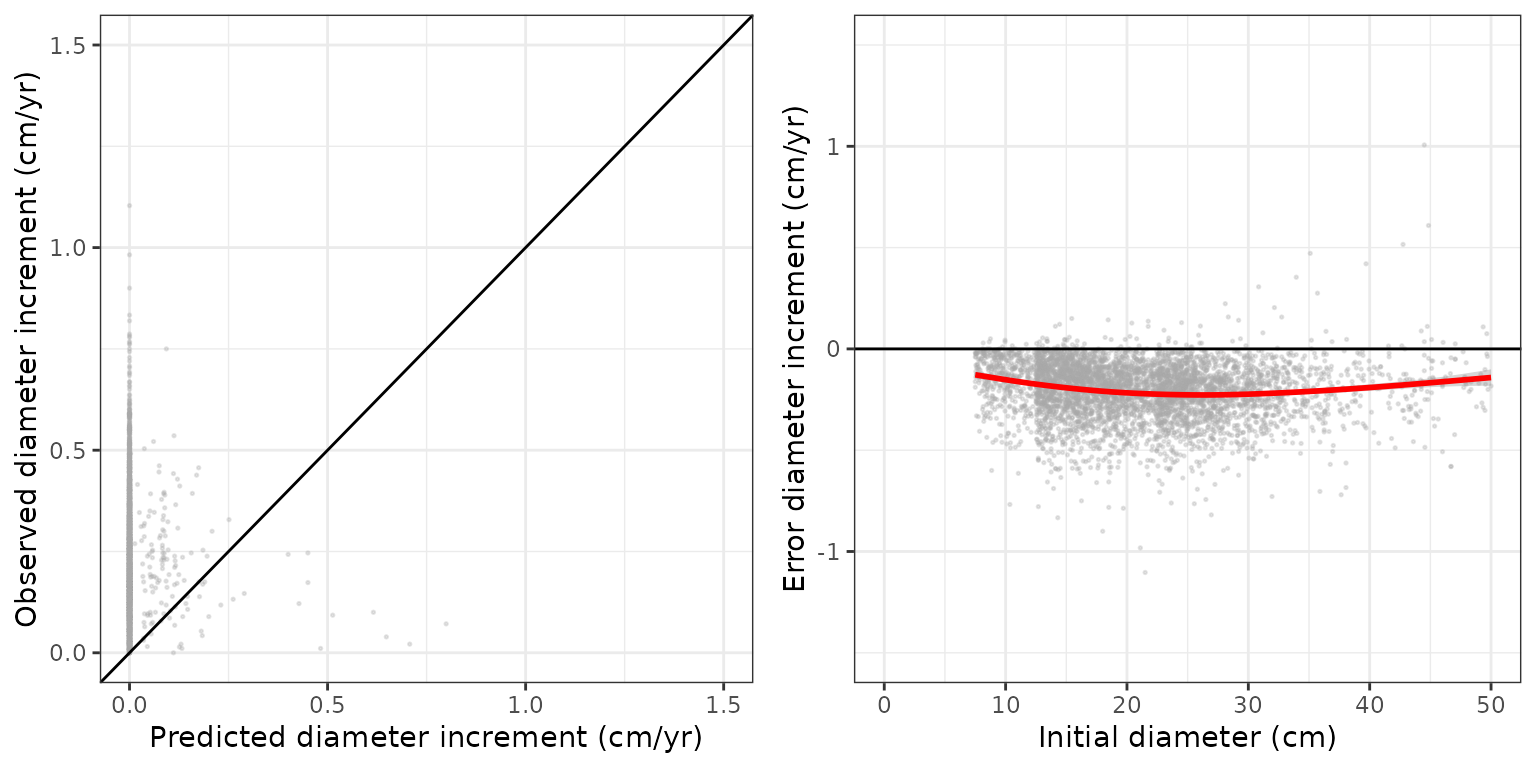 Observed diameter increment (cm/yr)
1.5
1.0
0.5
0.0
0.0 0.5 1.0 1.5
Predicted diameter increment (cm/yr)
Error diameter increment (cm/yr)
1
0
-1
0 10 20 30 40 50
Initial diameter (cm)